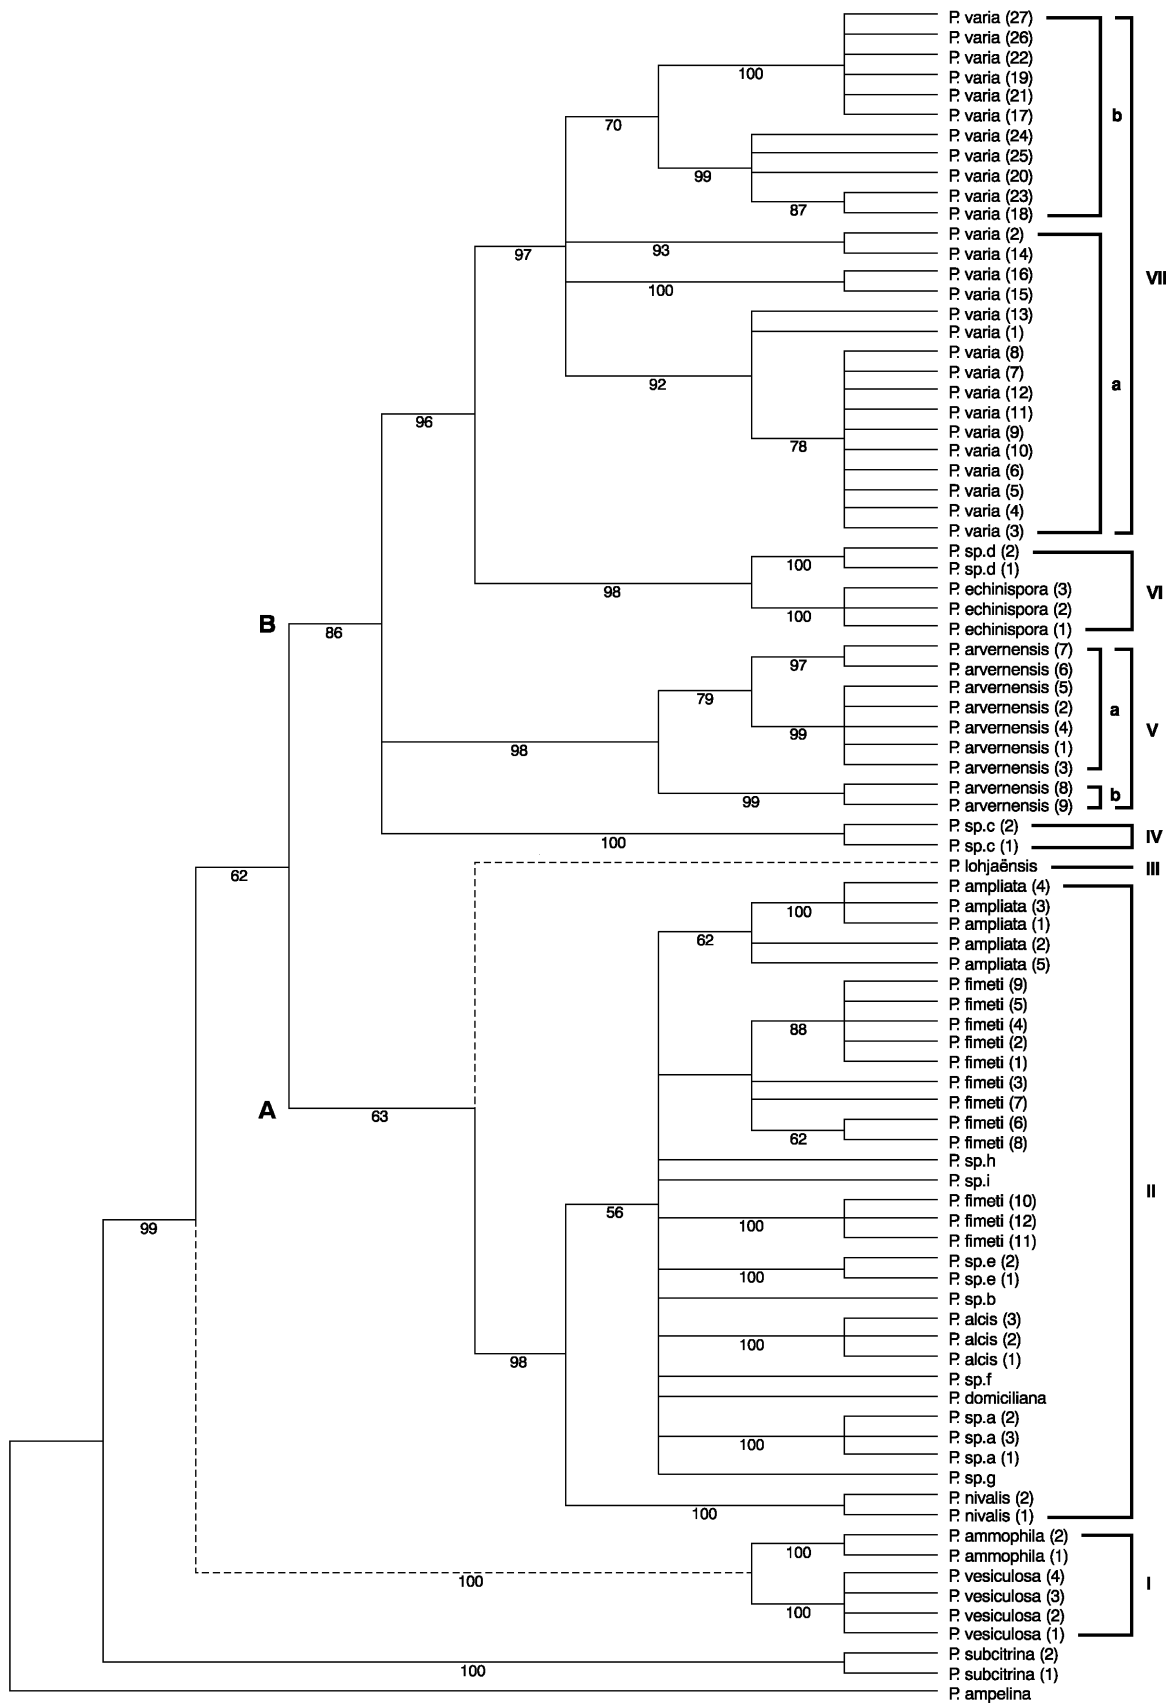 P. varia (27)
P. varia (26)
P. varia (22)
100
P. varia (19)
P. varia (21)
P. varia (17)
b
70
P. varia (24)
P. varia (25)
99
P. varia (20)
P. varia (23)
87
P. varia (18)
P. varia (2)
97
93
P. varia (14)
P. varia (16)
VII
100
P. varia (15)
P. varia (13)
P. varia (1)
P. varia (8)
P. varia (7)
92
a
P. varia (12)
P. varia (11)
96
P. varia (9)
78
P. varia (10)
P. varia (6)
P. varia (5)
P. varia (4)
P. varia (3)
P. sp.d (2)
100
P. sp.d (1)
98
P. echinispora (3)
VI
P. echinispora (2)
100
P. echinispora (1)
B
86
P. arvernensis (7)
97
P. arvernensis (6)
P. arvernensis (5)
79
P. arvernensis (2)
a
P. arvernensis (4)
99
V
P. arvernensis (1)
98
P. arvernensis (3)
P. arvernensis (8)
99
b
P. arvernensis (9)
P. sp.c (2)
100
IV
P. sp.c (1)
P. lohjaënsis
III
62
P. ampliata (4)
P. ampliata (3)
100
P. ampliata (1)
62
P. ampliata (2)
P. ampliata (5)
P. fimeti (9)
P. fimeti (5)
P. fimeti (4)
88
P. fimeti (2)
P. fimeti (1)
P. fimeti (3)
P. fimeti (7)
A
63
P. fimeti (6)
62
P. fimeti (8)
P. sp.h
P. sp.i
II
P. fimeti (10)
56
P. fimeti (12)
100
99
P. fimeti (11)
P. sp.e (2)
100
P. sp.e (1)
P. sp.b
P. alcis (3)
P. alcis (2)
100
P. alcis (1)
98
P. sp.f
P. domiciliana
P. sp.a (2)
P. sp.a (3)
100
P. sp.a (1)
P. sp.g
P. nivalis (2)
100
P. nivalis (1)
P. ammophila (2)
100
P. ammophila (1)
100
P. vesiculosa (4)
I
P. vesiculosa (3)
100
P. vesiculosa (2)
P. vesiculosa (1)
P. subcitrina (2)
100
P. subcitrina (1)
P. ampelina